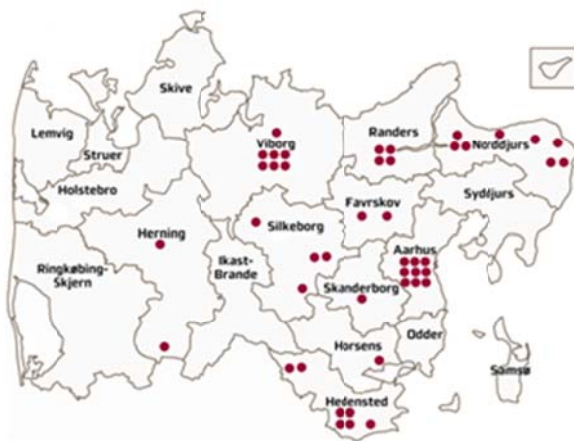 Skive
Lemvig
Struer
Viborg
Randers
Norddjurs
Holstebro
Syddjurs
Favrskov
Herning
Silkeborg
Aarhus
Ikast-
Brande
Ringkøbing-
Skjern
Skanderborg
Odder
Horsens
Samsø
Hedensted